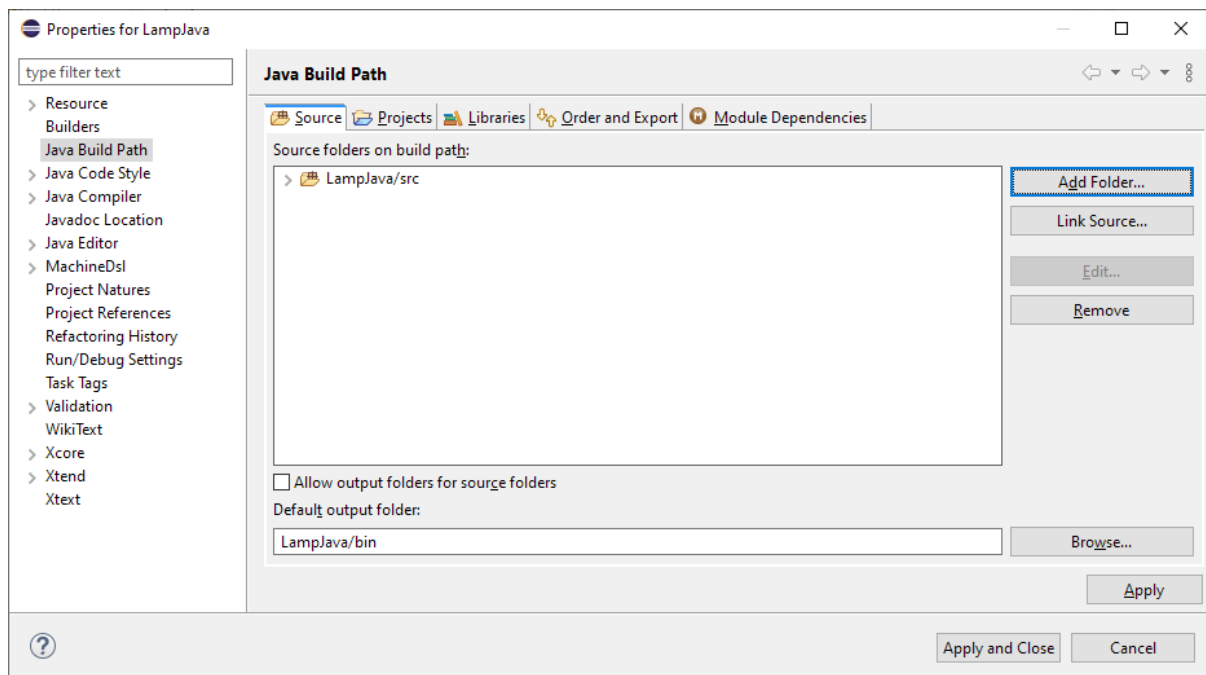 Properties for LampJava
type filter text
Resource
Builders
Java Build Path
Java Code Style
Java Compiler
Javadoc Location
Java Editor
MachineDsl
Project Natures
Project References
Refactoring History
Run/Debug Settings
Task Tags
Validation
WikiText
Xcore
Xtend
Xtext
Java Build Path
Source Projects Libraries Order and Export Module Dependencies
Source folders on build path:
LampJava/src
Add Folder...
Link Source...
Edit...
Remove
Allow output folders for source folders
Default output folder:
LampJava/bin
Browse...
Apply
Apply and Close Cancel